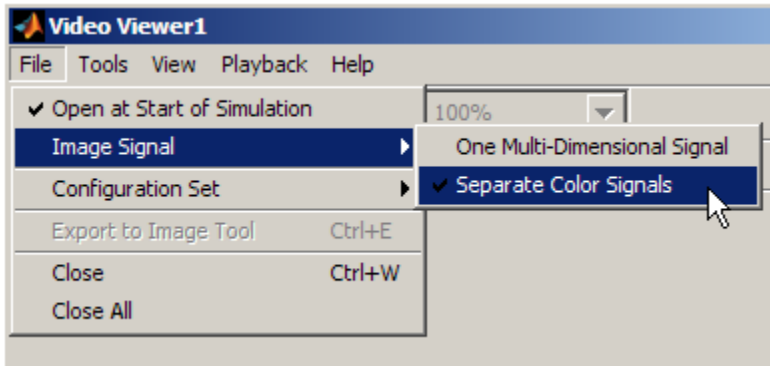 Video Viewer1
File Tools View Playback Help
Open at Start of Simulation
100%
Image Signal
One Multi-Dimensional Signal
Separate Color Signals
Configuration Set
Export to Image Tool Ctrl+E
Close Ctrl+W
Close All